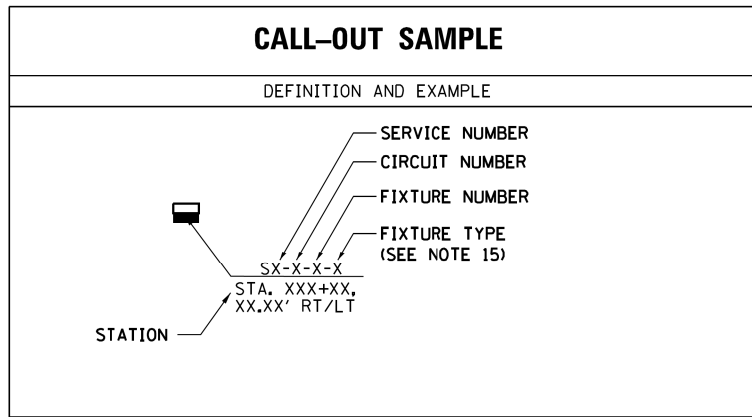 CALL-OUT SAMPLE
DEFINITION AND EXAMPLE
SERVICE NUMBER
CIRCUIT NUMBER
FIXTURE NUMBER
FIXTURE TYPE
(SEE NOTE 15)
SX-X-X-X
STA. XXX+XX,
XX.XX' RT/LT
STATION